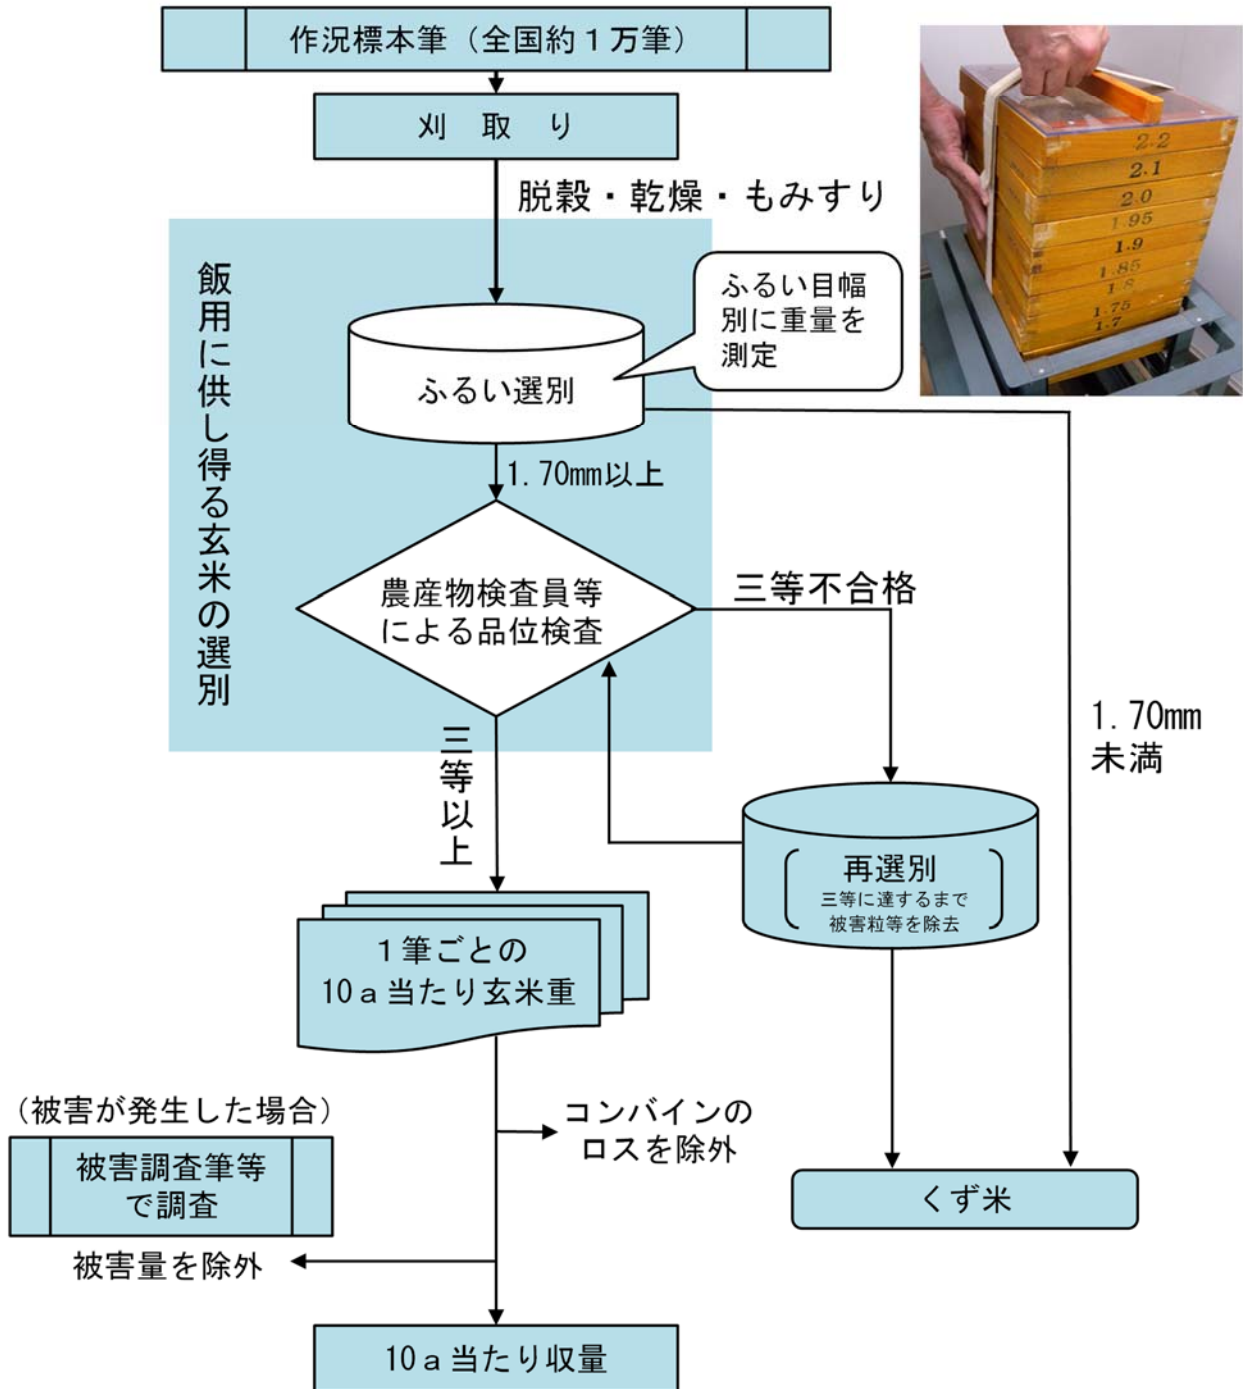 作況標本筆（全国約１万筆）
刈　取　り
脱穀・乾燥・もみすり
飯用に供し得る玄米の選別
ふるい目幅
別に重量を
測定
ふるい選別
1.70mm以上
農産物検査員等
による品位検査
三等不合格
三等以上
1.70mm
未満
再選別
三等に達するまで
被害粒等を除去
１筆ごとの
10ａ当たり玄米重
（被害が発生した場合）
被害調査筆等
で調査
コンバインの
ロスを除外
被害量を除外
くず米
10ａ当たり収量
2.2
2.1
2.0
1.95
1.9
1.85
1.8
1.75
1.7